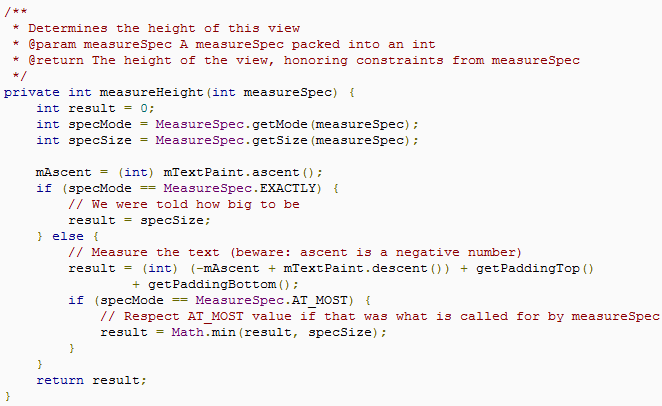 /**
 * Determines the height of this view
 * @param measureSpec A measureSpec packed into an int
 * @return The height of the view, honoring constraints from measureSpec
 */
private int measureHeight(int measureSpec) {
    int result = 0;
    int specMode = MeasureSpec.getMode(measureSpec);
    int specSize = MeasureSpec.getSize(measureSpec);

    mAscent = (int) mTextPaint.ascent();
    if (specMode == MeasureSpec.EXACTLY) {
        // We were told how big to be
        result = specSize;
    } else {
        // Measure the text (beware: ascent is a negative number)
        result = (int) (-mAscent + mTextPaint.descent()) + getPaddingTop()
                + getPaddingBottom();
        if (specMode == MeasureSpec.AT_MOST) {
            // Respect AT_MOST value if that was what is called for by measureSpec
            result = Math.min(result, specSize);
        }
    }
    return result;
}